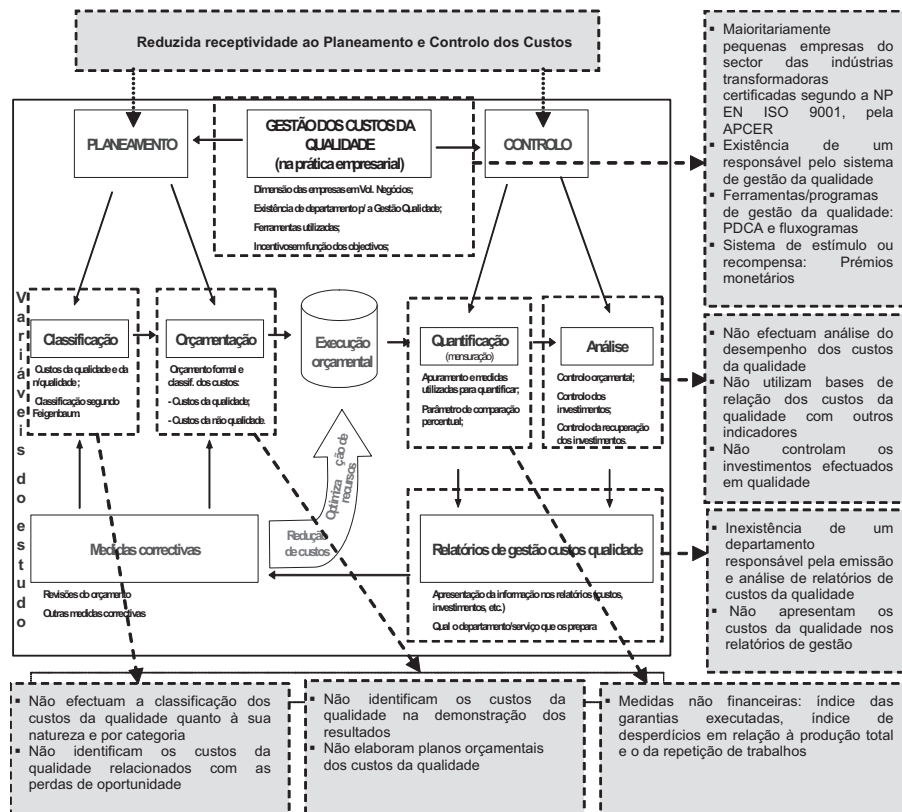 Reduzida receptividade ao Planeamento e Controlo dos Custos
PLANEAMENTO
GESTÃO DOS CUSTOS DA
QUALIDADE
(na prática empresarial)
CONTROLO
Dimensão das empresas em Vol. Negócios;
Existência de departamento p/ a Gestão Qualidade;
Ferramentas utilizadas;
Incentivos em função dos objectivos;
▪ Maioritariamente
pequenas empresas do
sector das indústrias
transformadoras
certificadas segundo a NP
EN ISO 9001, pela
APCER
▪ Existência de um
responsável pelo sistema
de gestão da qualidade
▪ Ferramentas/programas
de gestão da qualidade:
PDCA e fluxogramas
▪ Sistema de estímulo ou
recompensa: Prémios
monetários
Variáveis do estudo
Classificação
Custos da qualidade e da
n/qualidade;
Classificação segundo
Feigenbaum.
Orçamentação
Orçamento formal e
classif. dos custos:
- Custos da qualidade;
- Custos da não qualidade.
Execução
orçamental
Quantificação
(mensuração)
Apuramento e medidas
utilizadas para quantificar;
Parâmetro de comparação
percentual;
Análise
Controlo orçamental;
Controlo dos
investimentos;
Controlo da recuperação
dos investimentos.
▪ Não efectuam análise do
desempenho dos custos
da qualidade
▪ Não utilizam bases de
relação dos custos da
qualidade com outros
indicadores
▪ Não controlam os
investimentos efectuados
em qualidade
Medidas correctivas
Redução
de custos
Optimização de
recursos
Revisões do orçamento
Outras medidas correctivas
Relatórios de gestão custos qualidade
Apresentação da informação nos relatórios (custos,
investimentos, etc.)
Qual o departamento/serviço que os prepara
▪ Inexistência de um
departamento
responsável pela emissão
e análise de relatórios de
custos da qualidade
▪ Não apresentam os
custos da qualidade nos
relatórios de gestão
▪ Não efectuam a classificação dos
custos da qualidade quanto à sua
natureza e por categoria
▪ Não identificam os custos da
qualidade relacionados com as
perdas de oportunidade
▪ Não identificam os custos da
qualidade na demonstração dos
resultados
▪ Não elaboram planos orçamentais
dos custos da qualidade
▪ Medidas não financeiras: índice das
garantias executadas, índice de
desperdícios em relação à produção total
e o da repetição de trabalhos